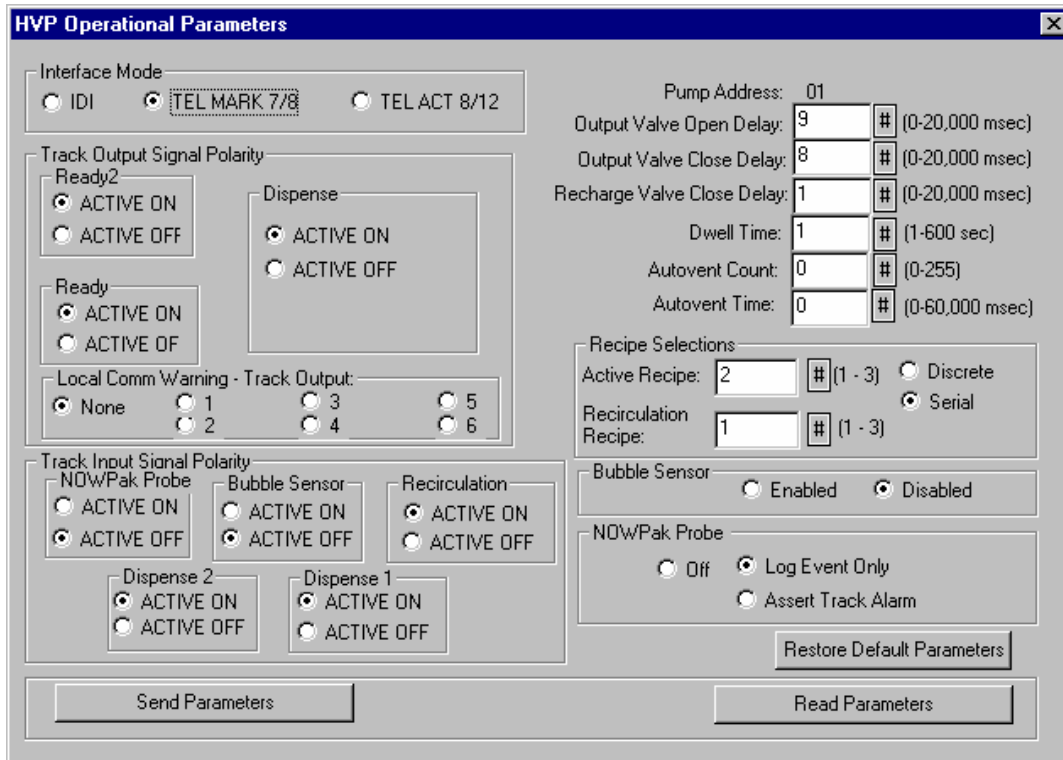 HVP Operational Parameters
Interface Mode
IDI TEL MARK 7/8 TEL ACT 8/12
Track Output Signal Polarity
Ready2
ACTIVE ON
ACTIVE OFF
Dispense
ACTIVE ON
ACTIVE OFF
Ready
ACTIVE ON
ACTIVE OF
Local Comm Warning - Track Output:
None 1 3 5
2 4 6
Track Input Signal Polarity
NOWPak Probe
ACTIVE ON
ACTIVE OFF
Bubble Sensor
ACTIVE ON
ACTIVE OFF
Recirculation
ACTIVE ON
ACTIVE OFF
Dispense 2
ACTIVE ON
ACTIVE OFF
Dispense 1
ACTIVE ON
ACTIVE OFF
Pump Address: 01
Output Valve Open Delay: 9 # (0-20,000 msec)
Output Valve Close Delay: 8 # (0-20,000 msec)
Recharge Valve Close Delay: 1 # (0-20,000 msec)
Dwell Time: 1 # (1-600 sec)
Autovent Count: 0 # (0-255)
Autovent Time: 0 # (0-60,000 msec)
Recipe Selections
Active Recipe: 2 # (1 - 3)
Discrete
Serial
Recirculation
Recipe: 1 # (1 - 3)
Bubble Sensor
Enabled Disabled
NOWPak Probe
Off Log Event Only
Assert Track Alarm
Restore Default Parameters
Send Parameters Read Parameters